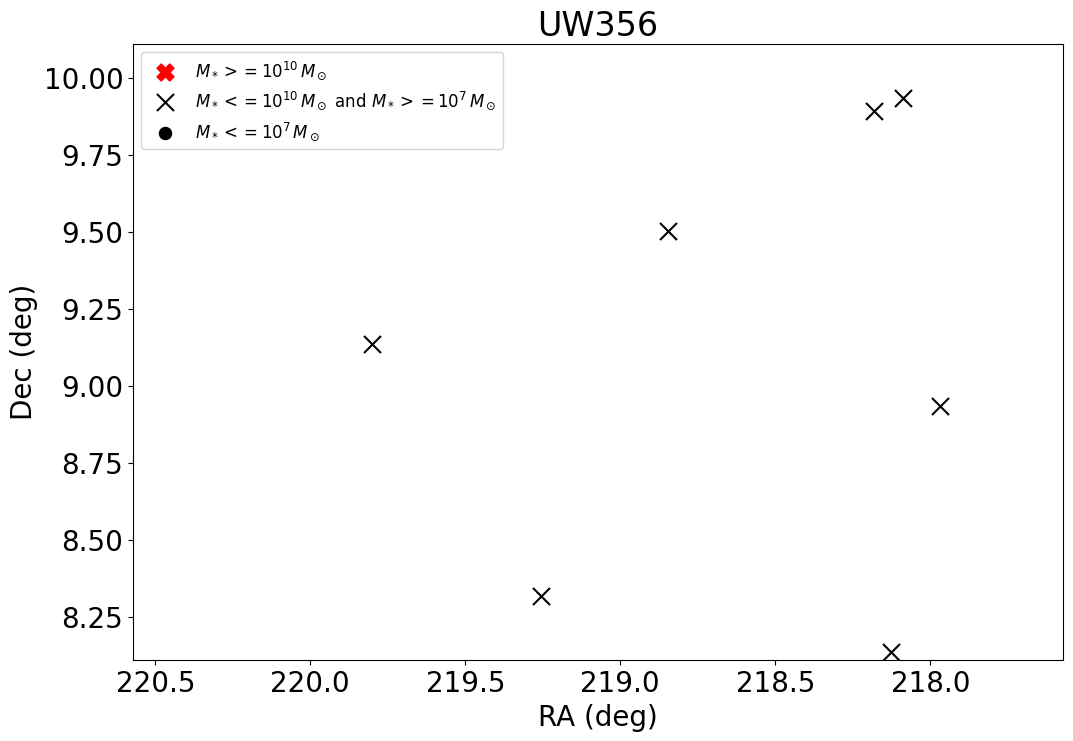 UW356
M* >= 10^10 M⊙
M* <= 10^10 M⊙ and M* >= 10^7 M⊙
M* <= 10^7 M⊙
10.00
9.75
9.50
9.25
9.00
8.75
8.50
8.25
Dec (deg)
220.5 220.0 219.5 219.0 218.5 218.0
RA (deg)